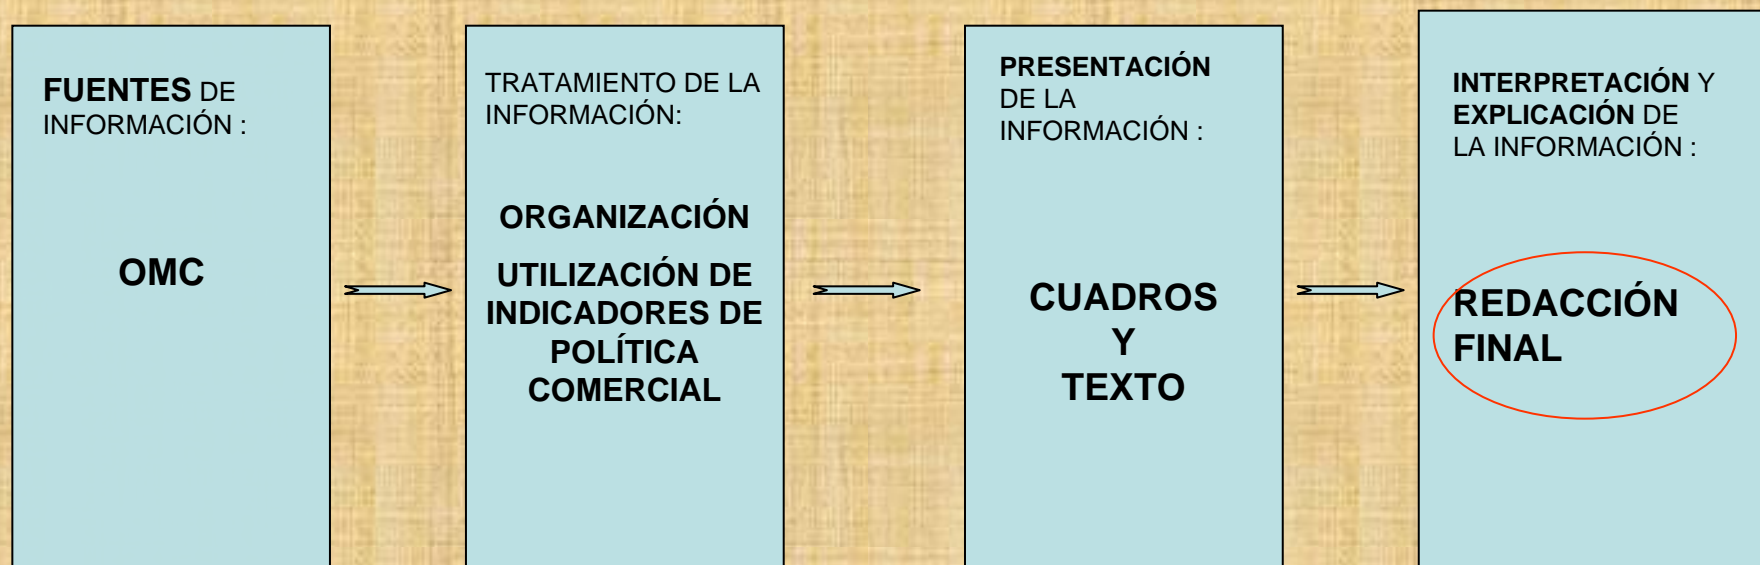 FUENTES DE
INFORMACIÓN :
OMC
TRATAMIENTO DE LA
INFORMACIÓN:
ORGANIZACIÓN
UTILIZACIÓN DE
INDICADORES DE
POLÍTICA
COMERCIAL
PRESENTACIÓN
DE LA
INFORMACIÓN :
CUADROS
Y
TEXTO
INTERPRETACIÓN Y
EXPLICACIÓN DE
LA INFORMACIÓN :
REDACCIÓN
FINAL